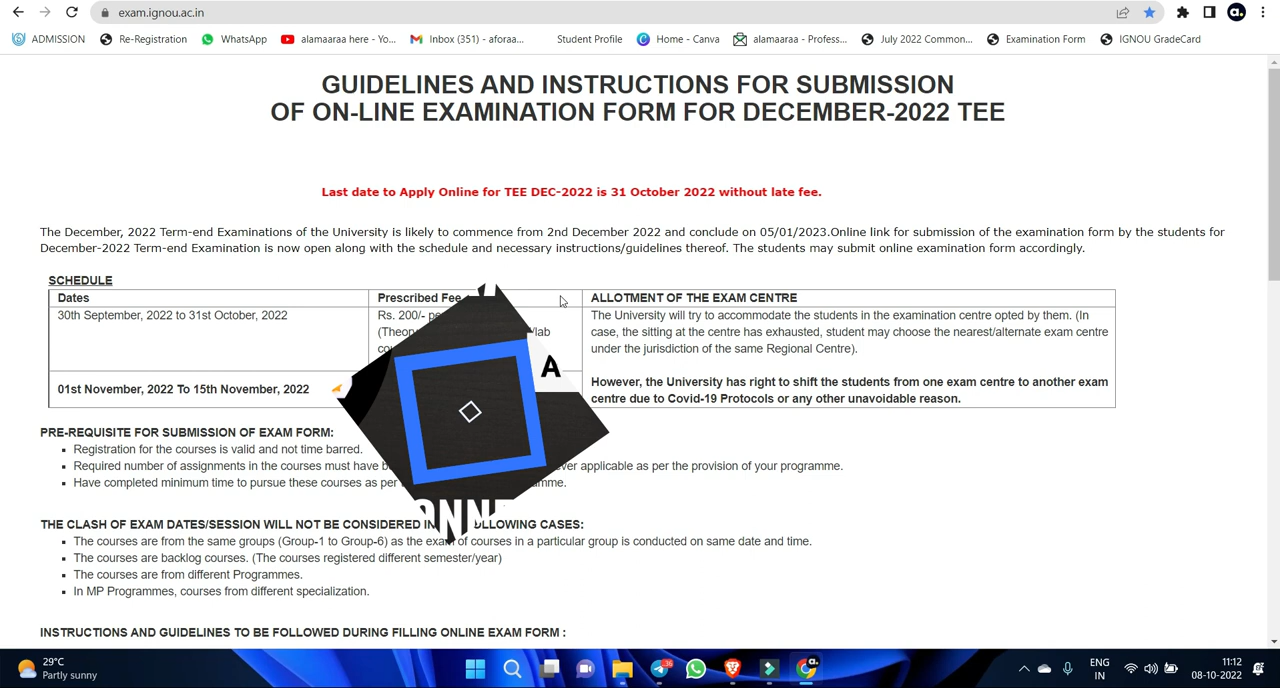 exam.ignou.ac.in
ADMISSION Re-Registration WhatsApp alamaaraa here - Yo... Inbox (351) - aforaa... Student Profile Home - Canva alamaaraa - Profess... July 2022 Common... Examination Form IGNOU GradeCard
GUIDELINES AND INSTRUCTIONS FOR SUBMISSION
OF ON-LINE EXAMINATION FORM FOR DECEMBER-2022 TEE
Last date to Apply Online for TEE DEC-2022 is 31 October 2022 without late fee.
The December, 2022 Term-end Examinations of the University is likely to commence from 2nd December 2022 and conclude on 05/01/2023.Online link for submission of the examination form by the students for
December-2022 Term-end Examination is now open along with the schedule and necessary instructions/guidelines thereof. The students may submit online examination form accordingly.
SCHEDULE
Dates Prescribed Fee ALLOTMENT OF THE EXAM CENTRE
30th September, 2022 to 31st October, 2022 Rs. 200/- The University will try to accommodate the students in the examination centre opted by them. (In
/lab case, the sitting at the centre has exhausted, student may choose the nearest/alternate exam centre
under the jurisdiction of the same Regional Centre).
A
01st November, 2022 To 15th November, 2022 However, the University has right to shift the students from one exam centre to another exam
centre due to Covid-19 Protocols or any other unavoidable reason.
PRE-REQUISITE FOR SUBMISSION OF EXAM FORM:
Registration for the courses is valid and not time barred.
Required number of assignments in the courses must have applicable as per the provision of your programme.
Have completed minimum time to pursue these courses as per
THE CLASH OF EXAM DATES/SESSION WILL NOT BE CONSIDERED IN CASES:
The courses are from the same groups (Group-1 to Group-6) as the exam of courses in a particular group is conducted on same date and time.
The courses are backlog courses. (The courses registered different semester/year)
The courses are from different Programmes.
In MP Programmes, courses from different specialization.
INSTRUCTIONS AND GUIDELINES TO BE FOLLOWED DURING FILLING ONLINE EXAM FORM :
29°C
Partly sunny
36
ENG
IN
11:12
08-10-2022